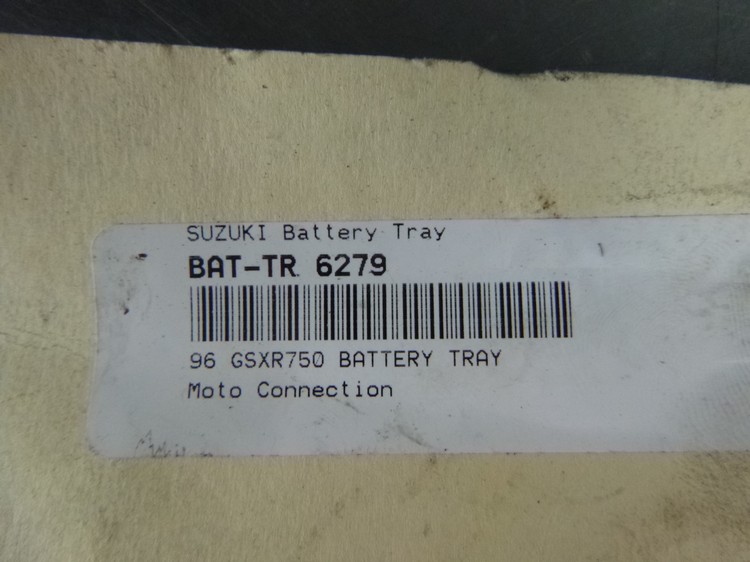 SUZUKI Battery Tray
BAT-TR 6279
96 GSXR750 BATTERY TRAY
Moto Connection